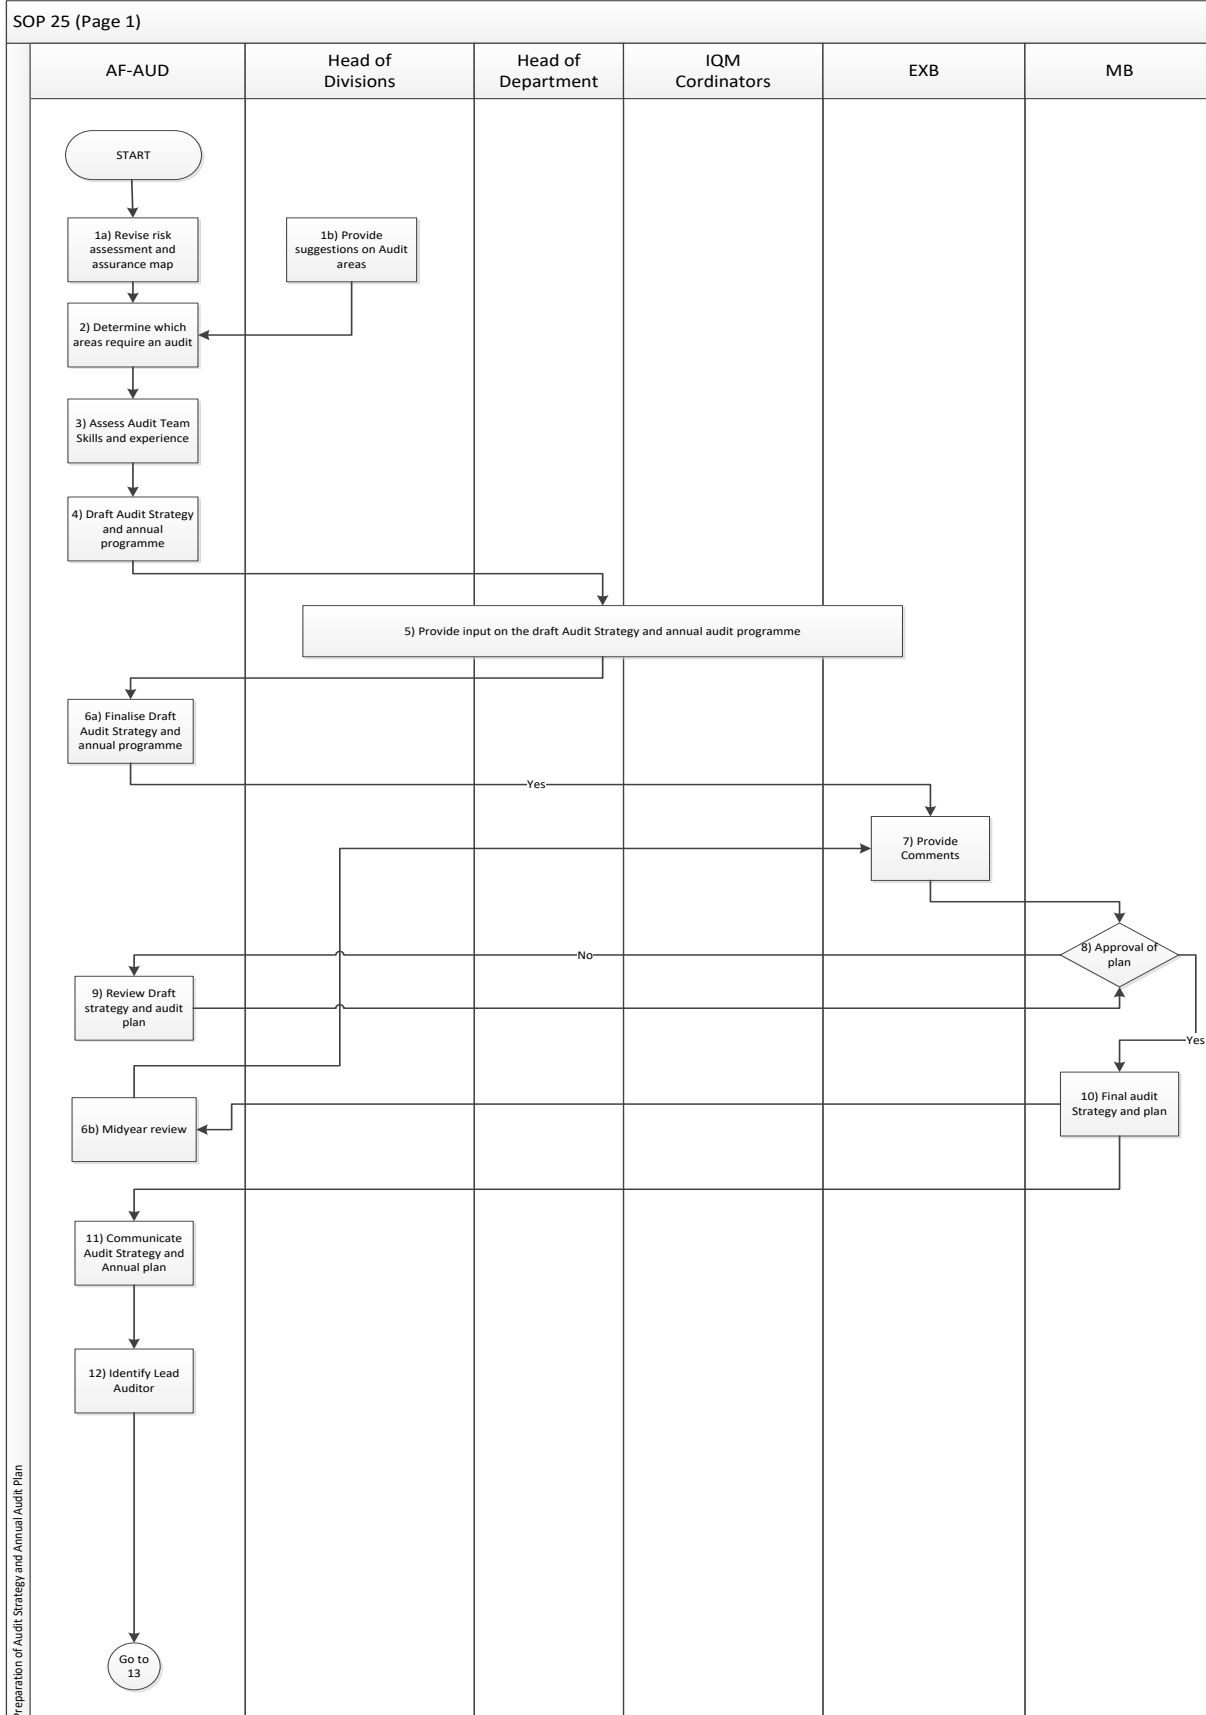 SOP 25 (Page 1)
AF-AUD
Head of
Divisions
Head of
Department
IQM
Cordinators
EXB
MB
START
1a) Revise risk
assessment and
assurance map
1b) Provide
suggestions on Audit
areas
2) Determine which
areas require an audit
3) Assess Audit Team
Skills and experience
4) Draft Audit Strategy
and annual
programme
5) Provide input on the draft Audit Strategy and annual audit programme
6a) Finalise Draft
Audit Strategy and
annual programme
Yes
7) Provide
Comments
8) Approval of
plan
No
9) Review Draft
strategy and audit
plan
Yes
10) Final audit
Strategy and plan
6b) Midyear review
11) Communicate
Audit Strategy and
Annual plan
12) Identify Lead
Auditor
Go to
13
Preparation of Audit Strategy and Annual Audit Plan